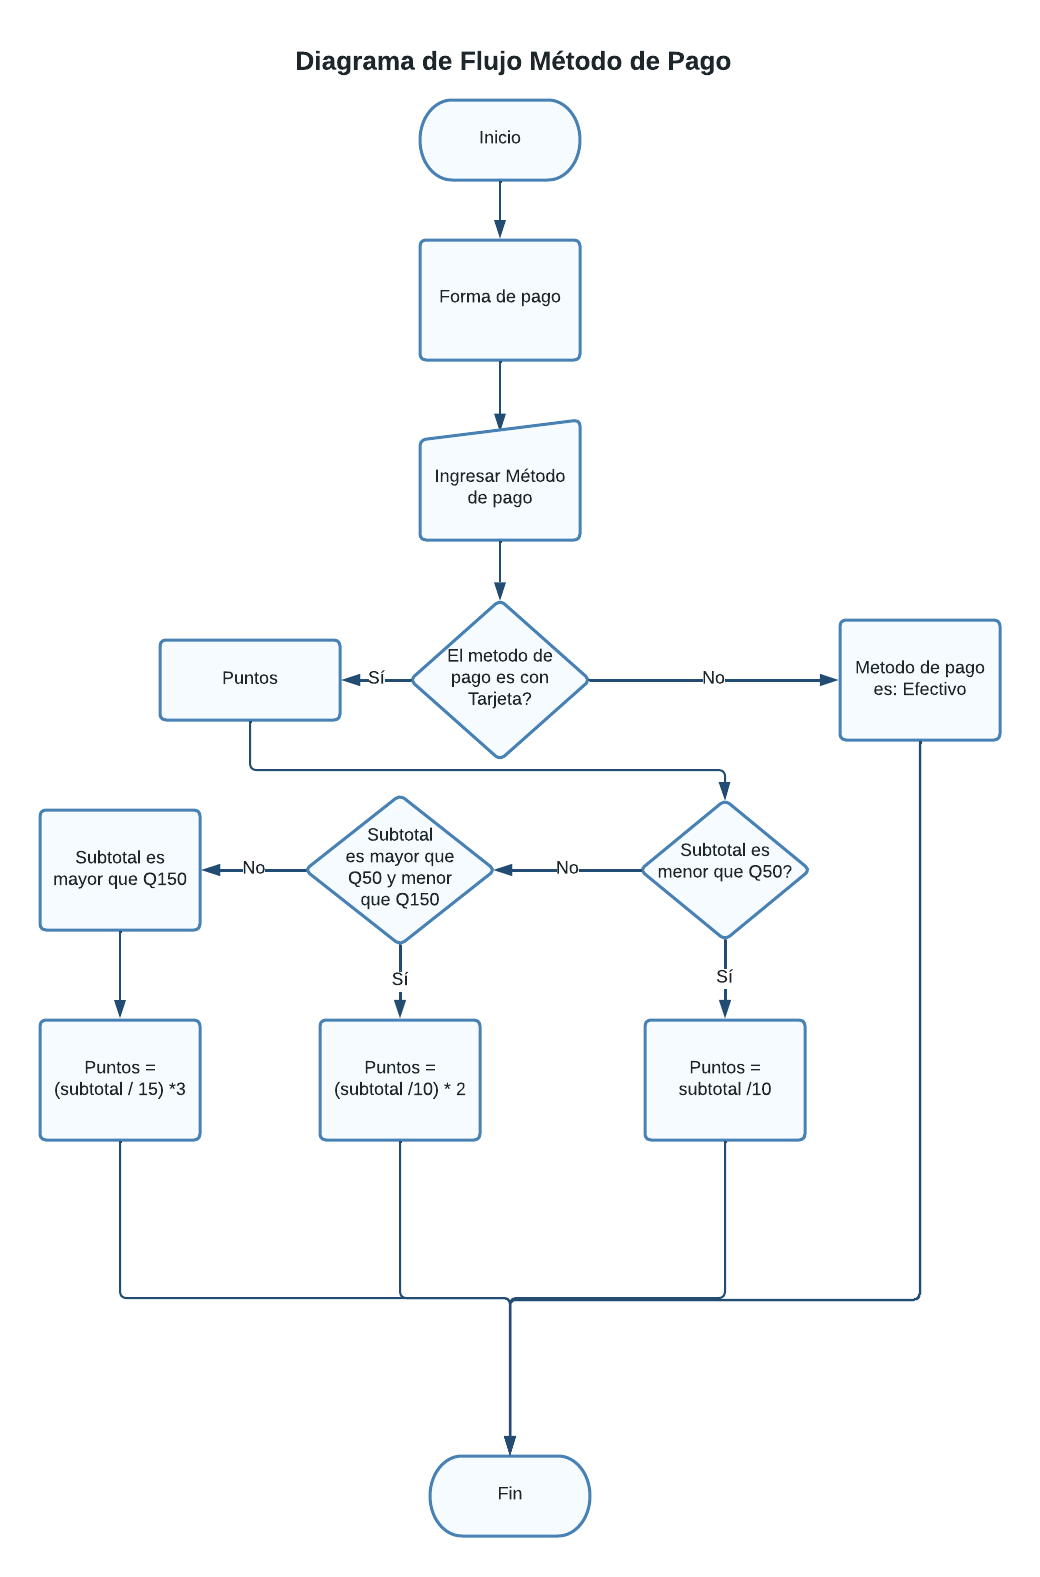 Diagrama de Flujo Método de Pago
Inicio
Forma de pago
Ingresar Método
de pago
El metodo de
pago es con
Tarjeta?
Sí
Puntos
No
Metodo de pago
es: Efectivo
Subtotal es
menor que Q50?
No
Subtotal
es mayor que
Q50 y menor
que Q150
No
Subtotal es
mayor que Q150
Sí
Sí
Puntos =
(subtotal / 15) *3
Puntos =
(subtotal /10) * 2
Puntos =
subtotal /10
Fin